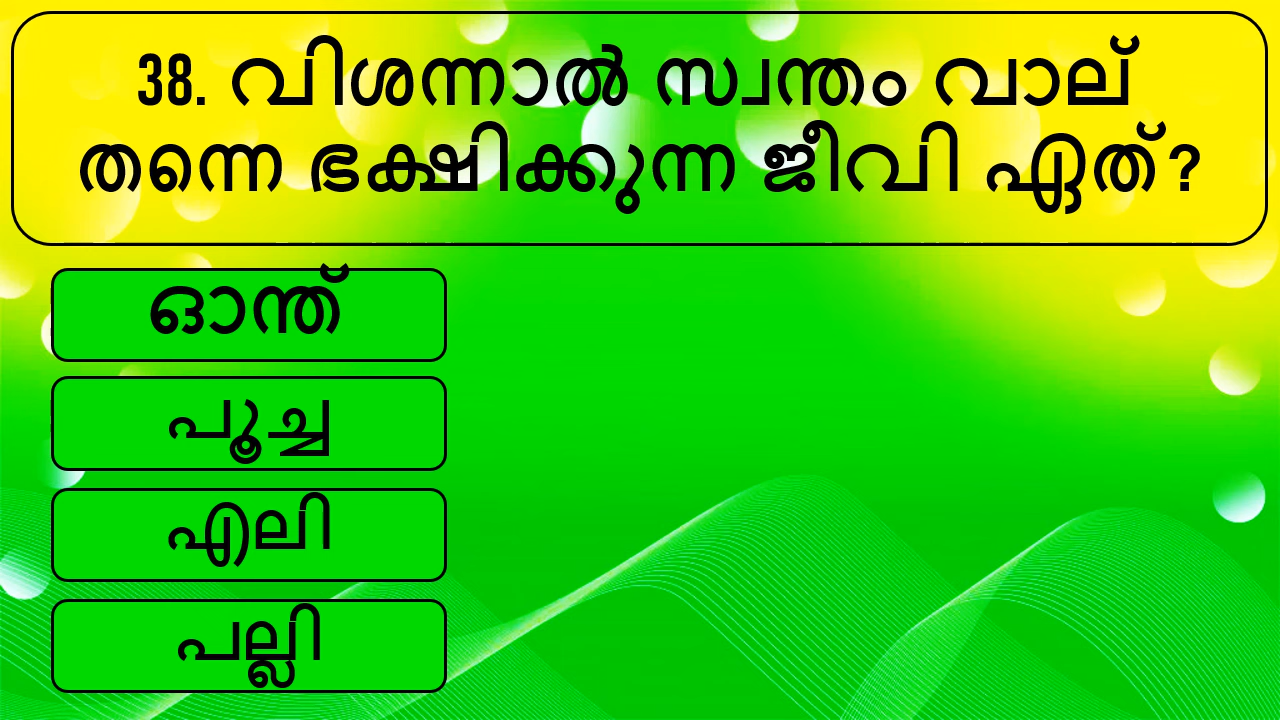 38. വിശന്നാൽ സ്വന്തം വാല്
തന്നെ ഭക്ഷിക്കുന്ന ജീവി ഏത്?
ഓന്ത്
പൂച്ച
എലി
പല്ലി